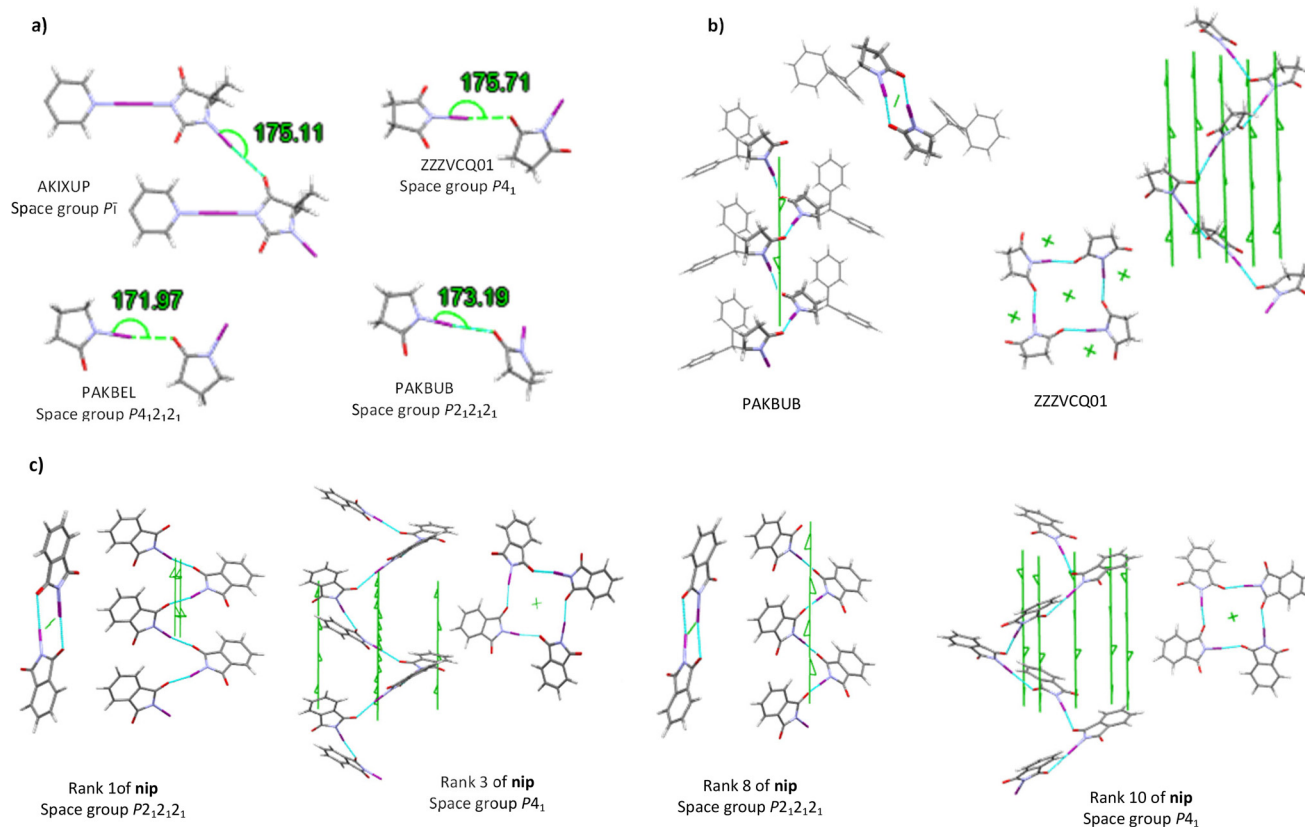 a)
175.11
AKIXUP
Space group P1̄
175.71
ZZZVCQ01
Space group P4₁
171.97
PAKBEL
Space group P4₁2₁2₁
173.19
PAKBUB
Space group P2₁2₁2₁
b)
PAKBUB
ZZZVCQ01
c)
Rank 1of nip
Space group P2₁2₁2₁
Rank 3 of nip
Space group P4₁
Rank 8 of nip
Space group P2₁2₁2₁
Rank 10 of nip
Space group P4₁